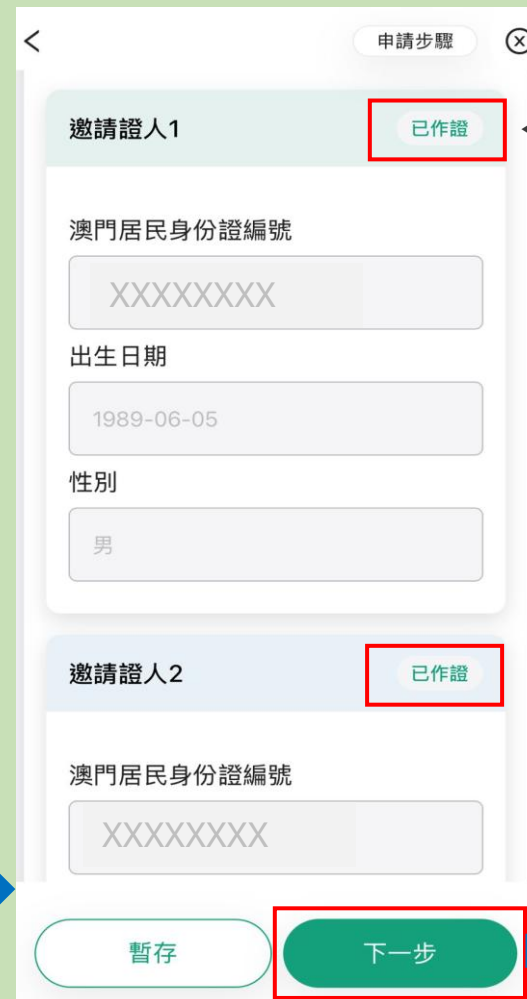 申請步驟
邀請證人1
已作證
澳門居民身份證編號
XXXXXXXX
出生日期
1989-06-05
性別
男
邀請證人2
已作證
澳門居民身份證編號
XXXXXXXX
暫存
下一步